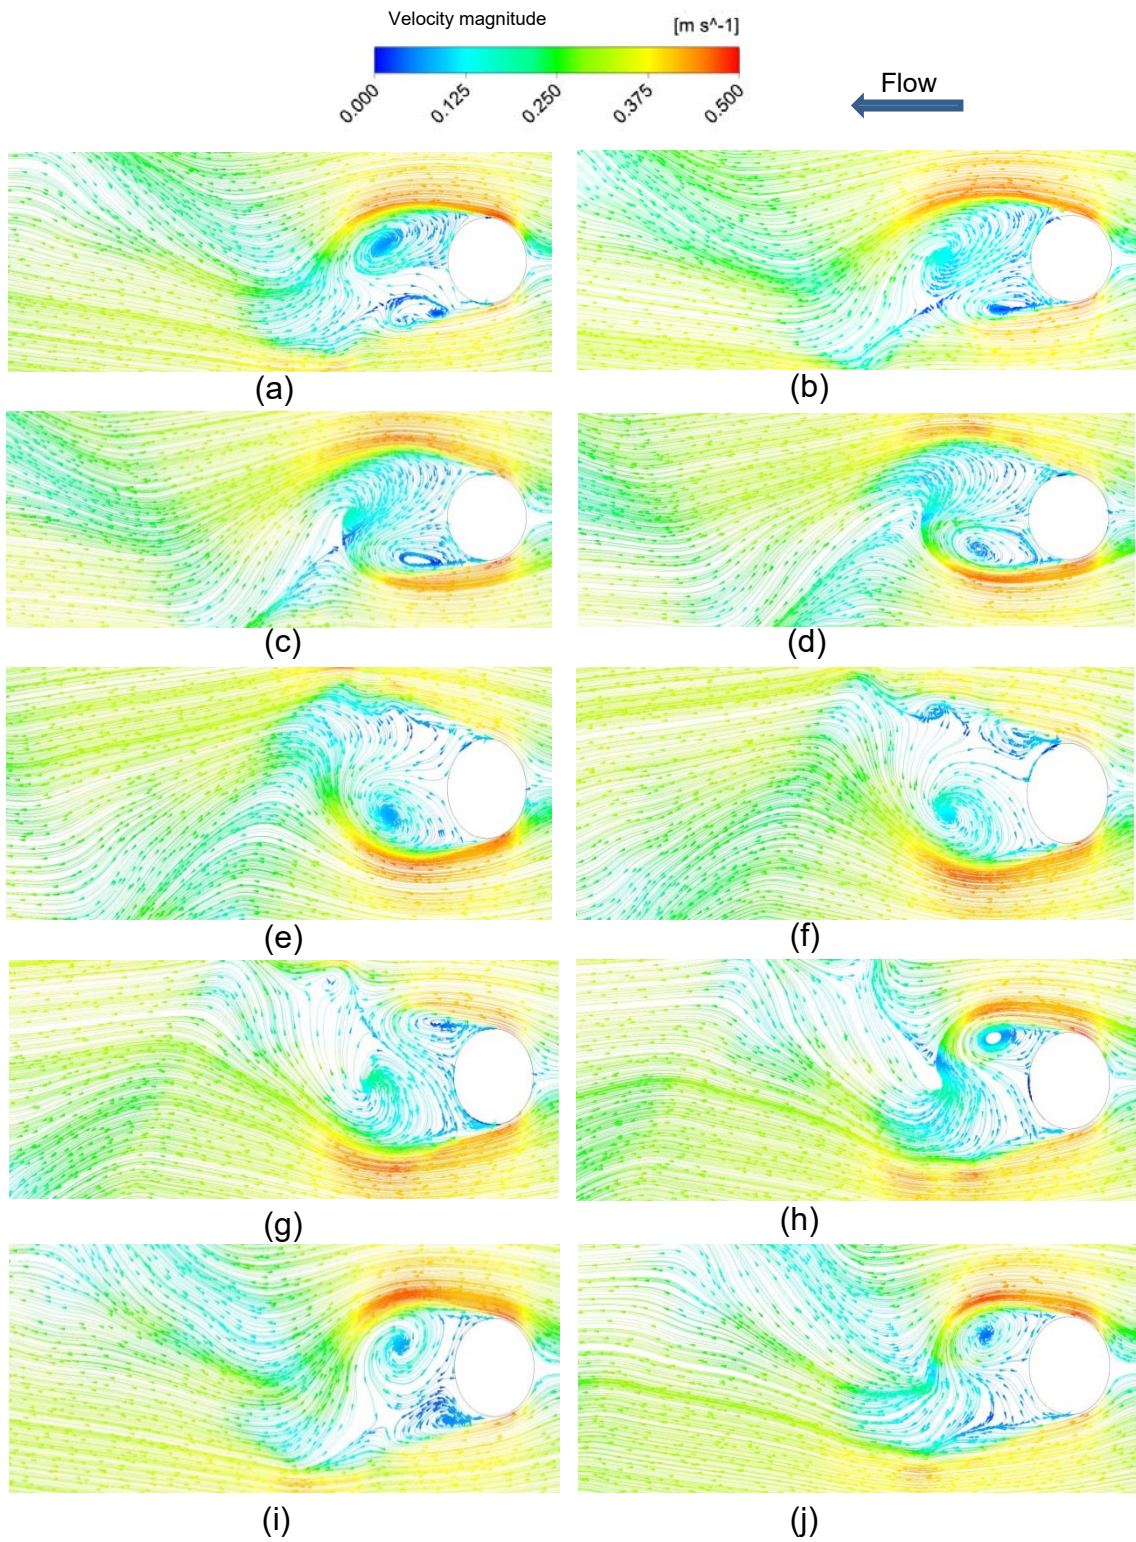 Velocity magnitude [m s^-1]
0.000 0.125 0.250 0.375 0.500
Flow
(a) (b)
(c) (d)
(e) (f)
(g) (h)
(i) (j)